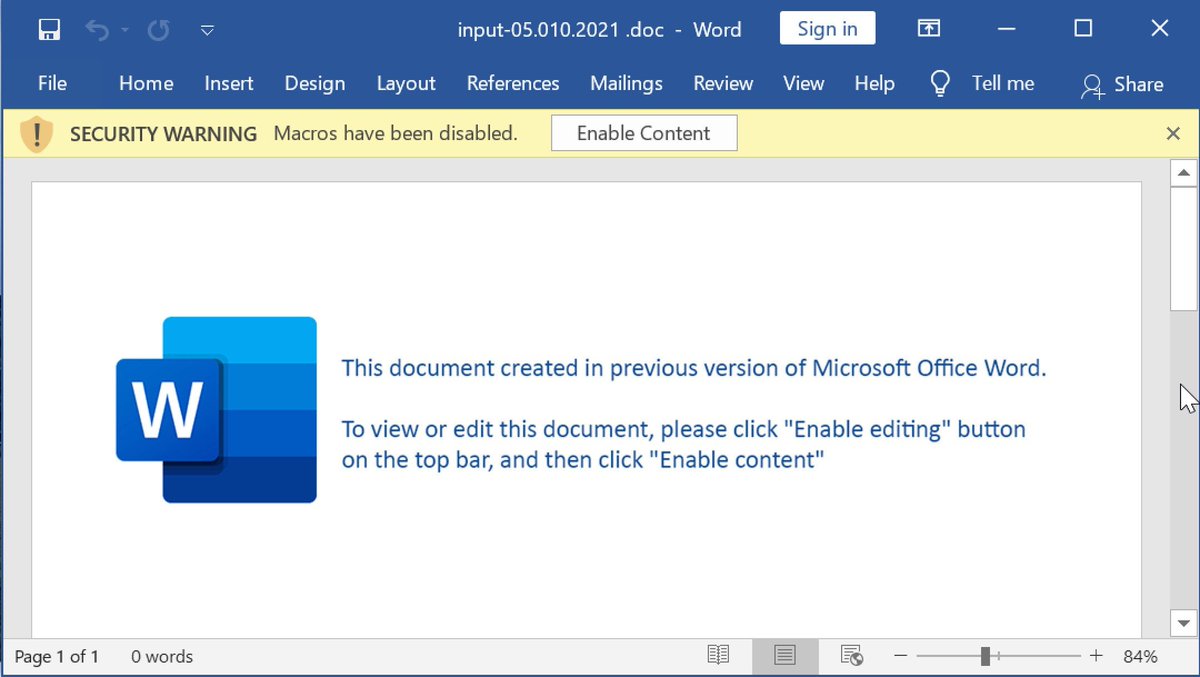 input-05.010.2021 .doc - Word
Sign in
File Home Insert Design Layout References Mailings Review View Help Tell me Share
! SECURITY WARNING Macros have been disabled. Enable Content
W
This document created in previous version of Microsoft Office Word.
To view or edit this document, please click "Enable editing" button
on the top bar, and then click "Enable content"
Page 1 of 1 0 words 84%